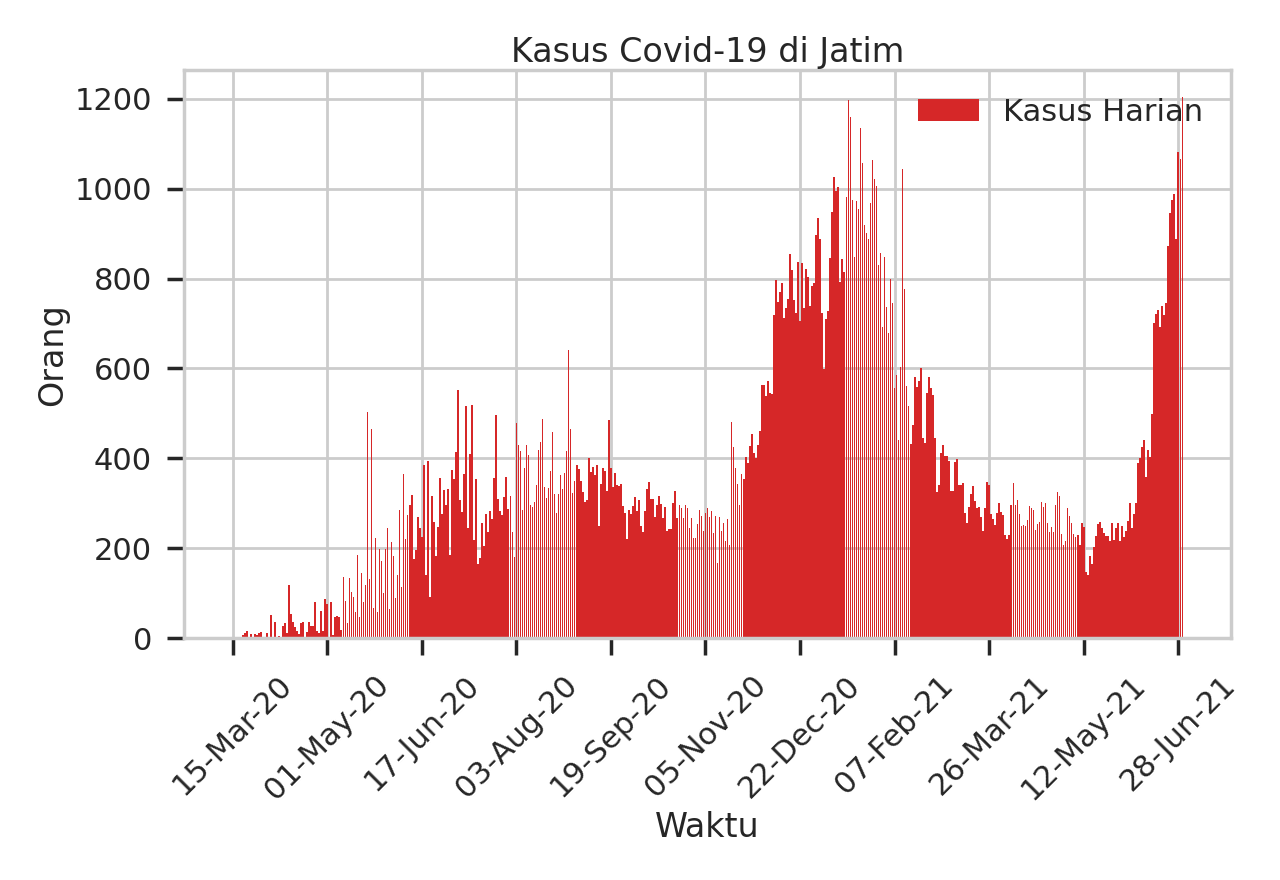 Kasus Covid-19 di Jatim
Kasus Harian
1200
1000
800
600
400
200
0
Orang
15-Mar-20
01-May-20
17-Jun-20
03-Aug-20
19-Sep-20
05-Nov-20
22-Dec-20
07-Feb-21
26-Mar-21
12-May-21
28-Jun-21
Waktu